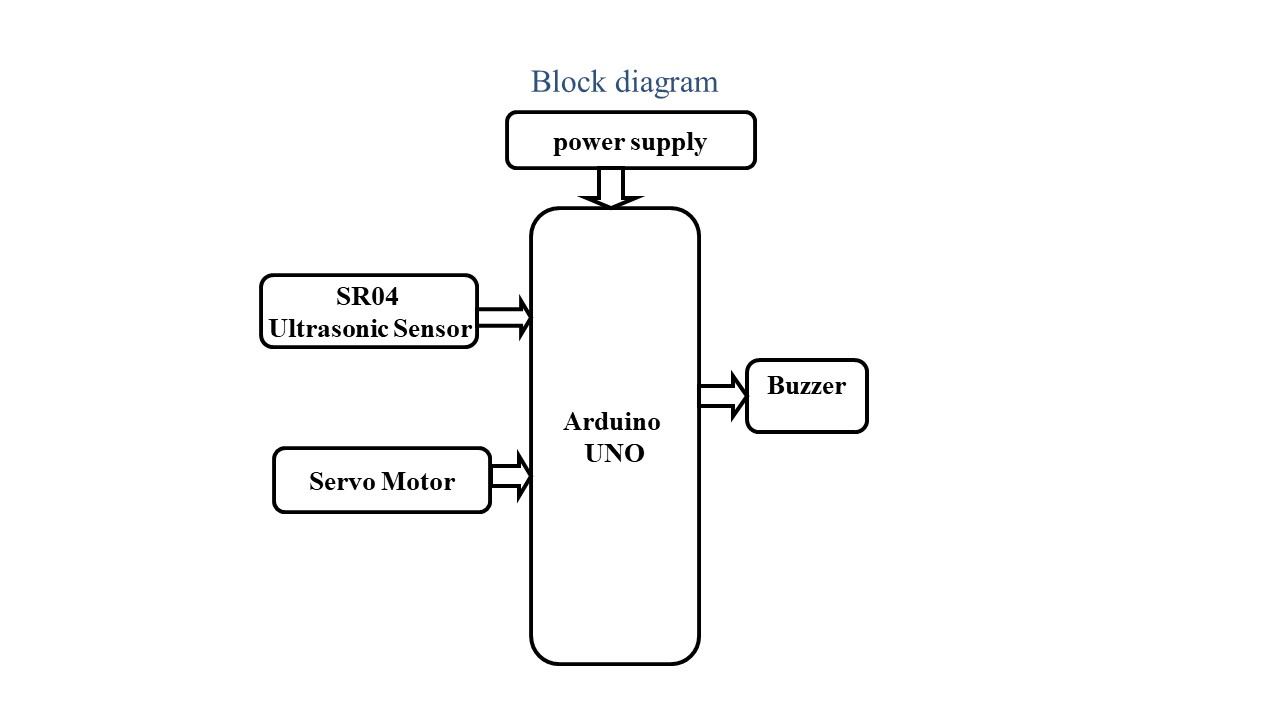 Block diagram
power supply
SR04
Ultrasonic Sensor
Servo Motor
Arduino
UNO
Buzzer